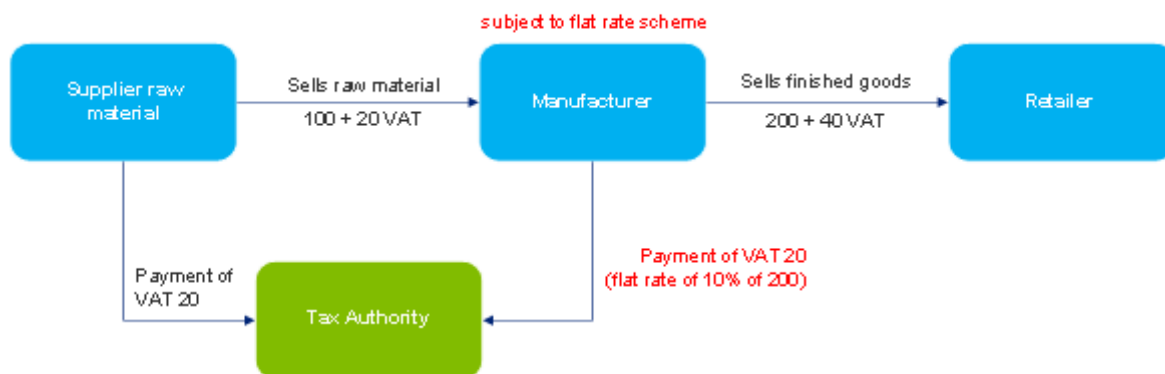 subject to flat rate scheme
Supplier raw
material
Sells raw material
100 + 20 VAT
Manufacturer
Sells finished goods
200 + 40 VAT
Retailer
Payment of
VAT 20
Tax Authority
Payment of VAT 20
(flat rate of 10% of 200)